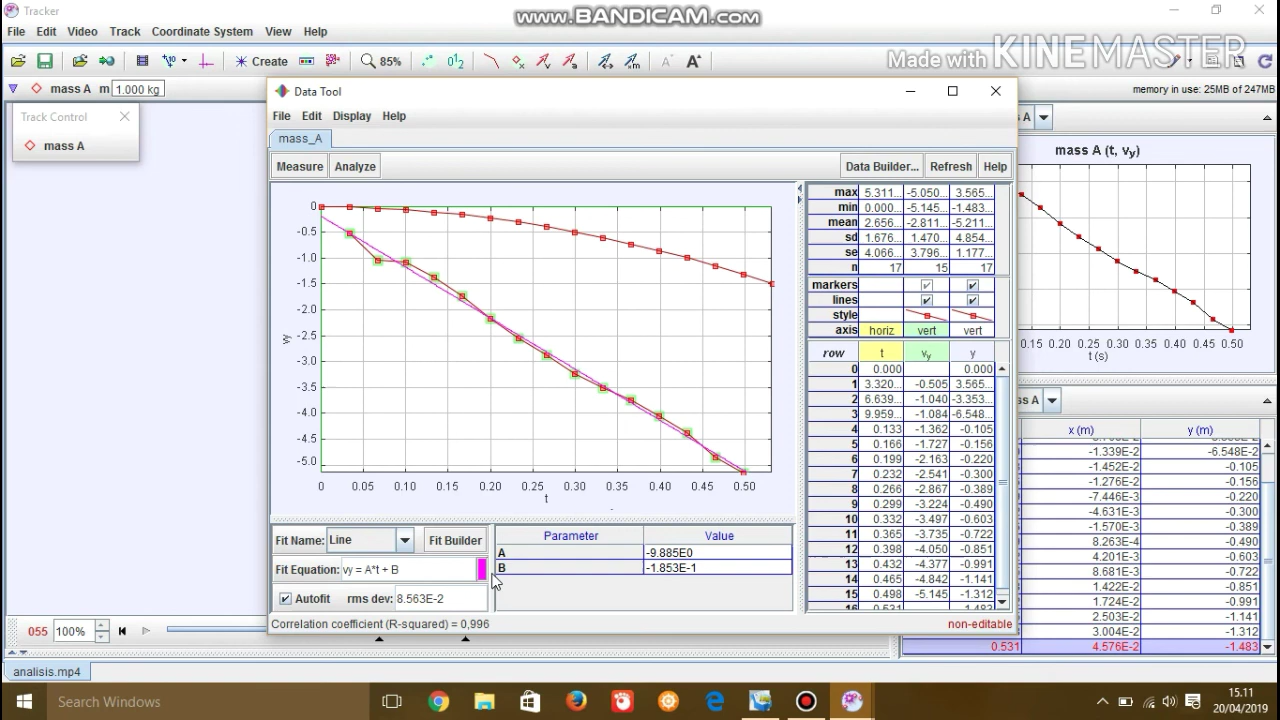 Tracker
www.BANDICAM.com
File Edit Video Track Coordinate System View Help
Made with KINEMASTER
Create 85%
mass A m 1.000 kg
memory in use: 25MB of 247MB
Track Control
mass A
Data Tool
File Edit Display Help
mass_A
Measure Analyze Data Builder... Refresh Help
A
mass A (t, vy)
max 5.311... -5.050... 3.565...
min 0.000... -5.145... -1.483...
mean 2.656... -2.811... -5.211...
sd 1.676... 1.470... 4.854...
se 4.066... 3.796... 1.177...
n 17 15 17
markers
lines
style
axis horiz vert vert
row t vy y
0 0.000 0.000
1 3.320... -0.505 3.565...
2 6.639... -1.040 -3.353...
3 9.959... -1.084 -6.548...
4 0.133 -1.362 -0.105
5 0.166 -1.727 -0.156
6 0.199 -2.163 -0.220
7 0.232 -2.541 -0.300
8 0.266 -2.867 -0.389
9 0.299 -3.224 -0.490
10 0.332 -3.497 -0.603
11 0.365 -3.735 -0.722
12 0.398 -4.050 -0.851
13 0.432 -4.377 -0.991
14 0.465 -4.842 -1.141
15 0.498 -5.145 -1.312
16 0.531 -1.483
0
-0.5
-1.0
-1.5
-2.0
-2.5
-3.0
-3.5
-4.0
-4.5
-5.0
vy
0 0.05 0.10 0.15 0.20 0.25 0.30 0.35 0.40 0.45 0.50
t
0.15 0.20 0.25 0.30 0.35 0.40 0.45 0.50
t (s)
ss A
x (m) y (m)
-1.339E-2 -6.548E-2
-1.452E-2 -0.105
-1.276E-2 -0.156
-7.446E-3 -0.220
-4.631E-3 -0.300
-1.570E-3 -0.389
8.263E-4 -0.490
4.201E-3 -0.603
8.681E-3 -0.722
1.422E-2 -0.851
1.724E-2 -0.991
2.503E-2 -1.141
3.004E-2 -1.312
0.531 4.576E-2 -1.483
Fit Name: Line Fit Builder
Fit Equation: vy = A*t + B
Autofit rms dev: 8.563E-2
Parameter Value
A -9.885E0
B -1.853E-1
Correlation coefficient (R-squared) = 0,996
non-editable
055 100%
analisis.mp4
Search Windows
15.11
20/04/2019